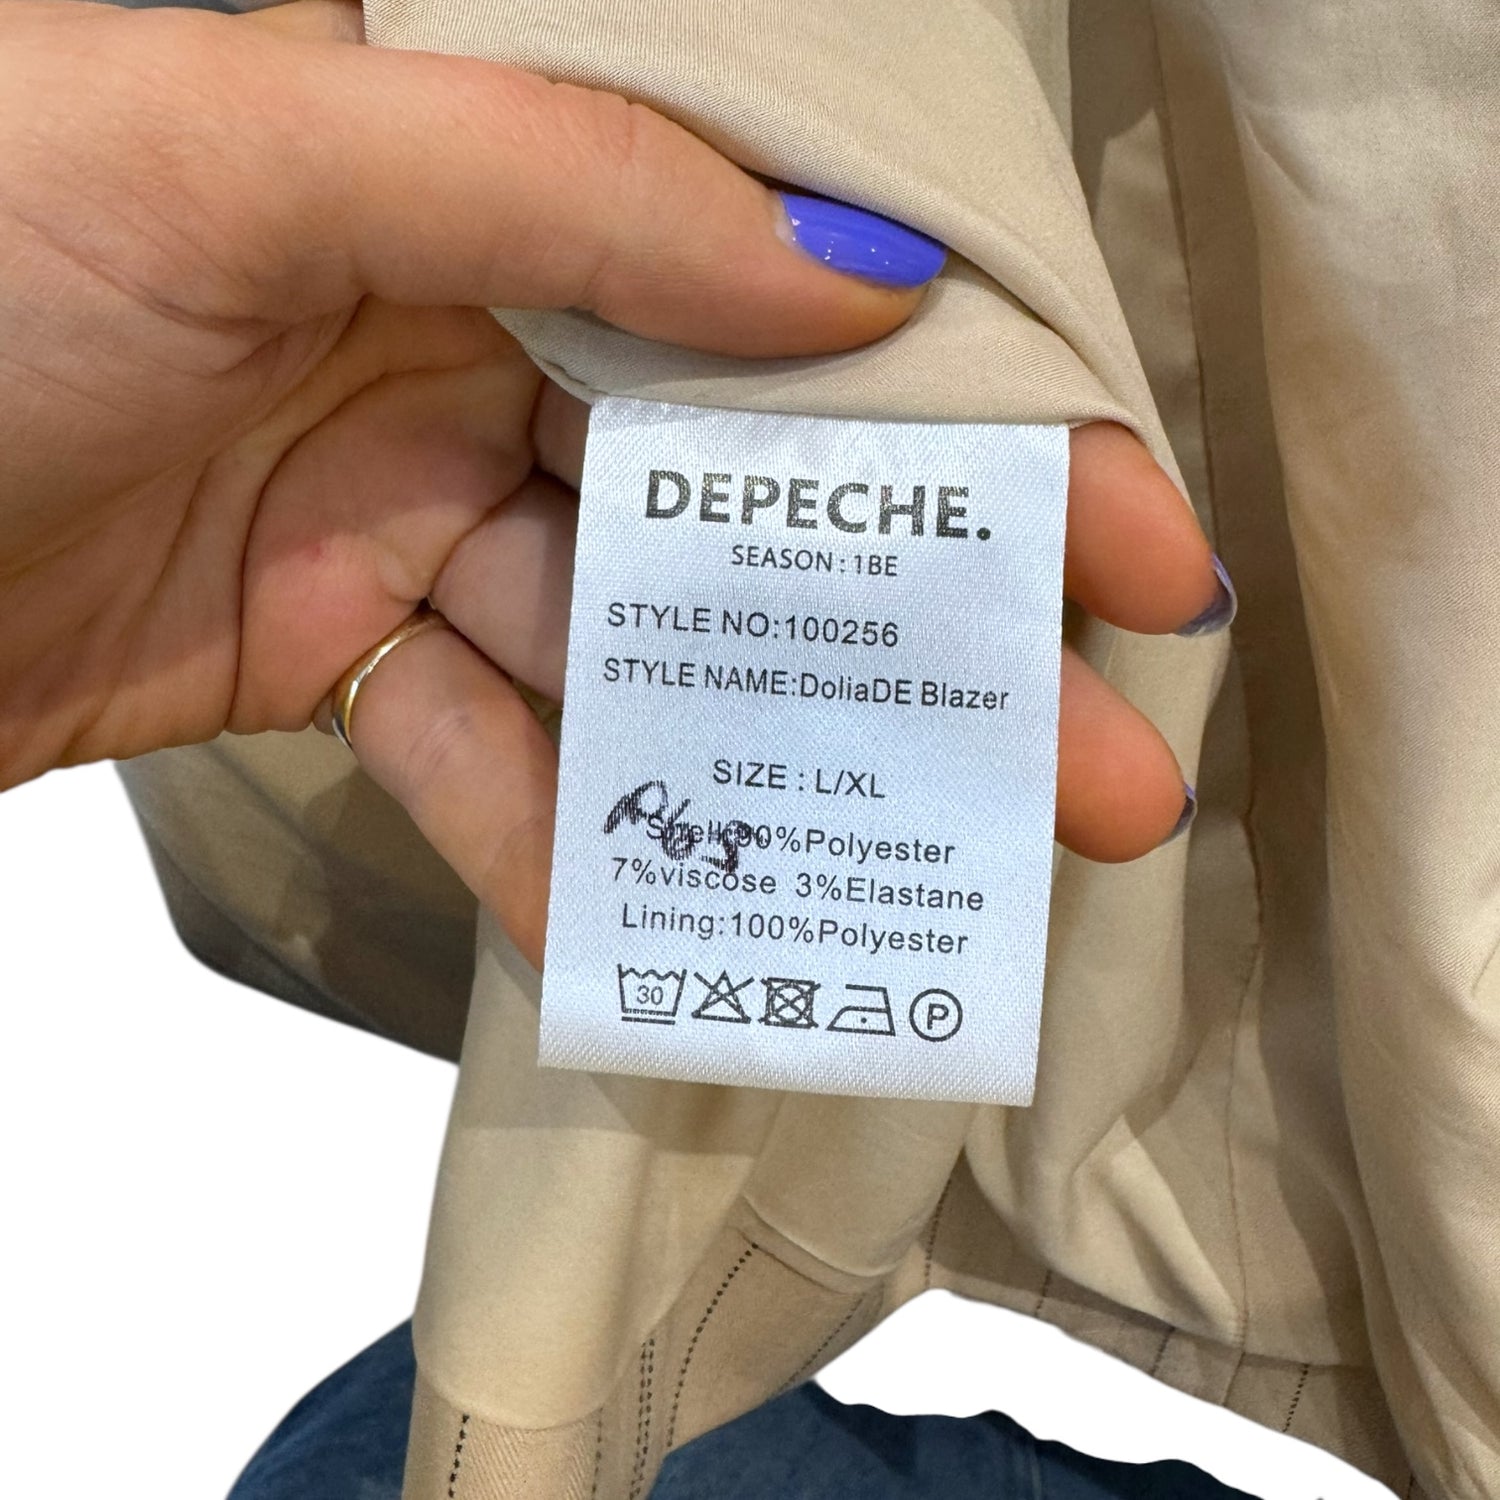 DEPECHE.
SEASON : 1BE
STYLE NO:100256
STYLE NAME:DoliaDE Blazer
SIZE : L/XL
Shell:90%Polyester
7%viscose 3%Elastane
Lining:100%Polyester
30 P